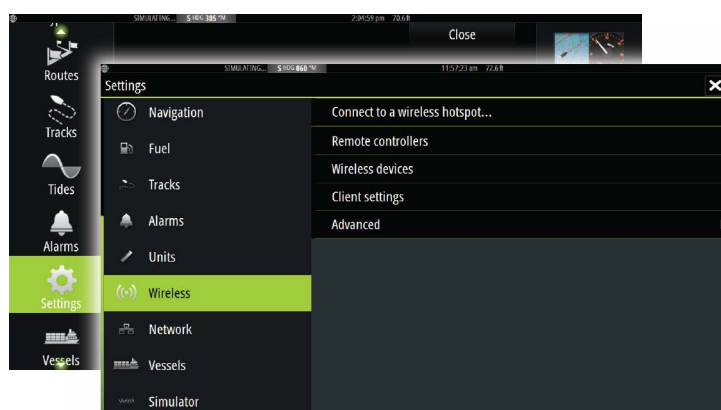 SIMULATING... S HDG 305 °M 2:04:59 pm 70.6 ft
Close
Routes
Tracks
Tides
Alarms
Settings
Vessels
SIMULATING... S HDG 060 °M 11:57:23 am 72.6 ft
Settings
Navigation
Fuel
Tracks
Alarms
Units
Wireless
Network
Vessels
Simulator
Connect to a wireless hotspot...
Remote controllers
Wireless devices
Client settings
Advanced